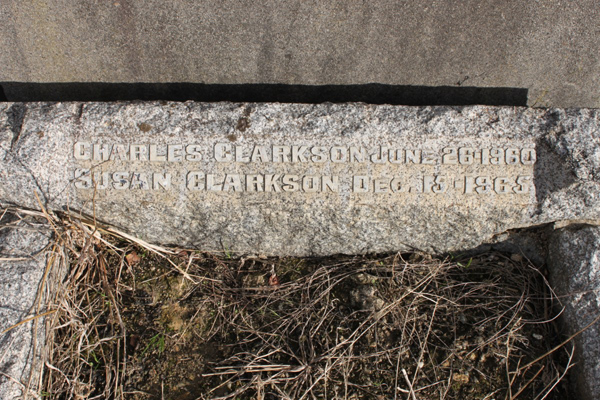 CHARLES CLARKSON JUNE 26 1960
SUSAN CLARKSON DEC. 13 1963